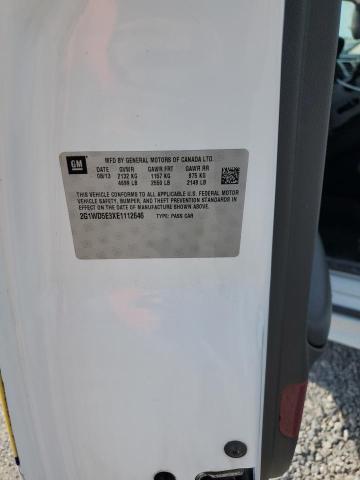 GM
MFD BY GENERAL MOTORS OF CANADA LTD.
DATE GVWR GAWR FRT GAWR RR
08/13 2132 KG 1157 KG 975 KG
4699 LB 2550 LB 2149 LB
THIS VEHICLE CONFORMS TO ALL APPLICABLE U.S. FEDERAL MOTOR
VEHICLE SAFETY, BUMPER, AND THEFT PREVENTION STANDARDS
IN EFFECT ON THE DATE OF MANUFACTURE SHOWN ABOVE.
2G1WD5E3XE1112646 TYPE: PASS CAR